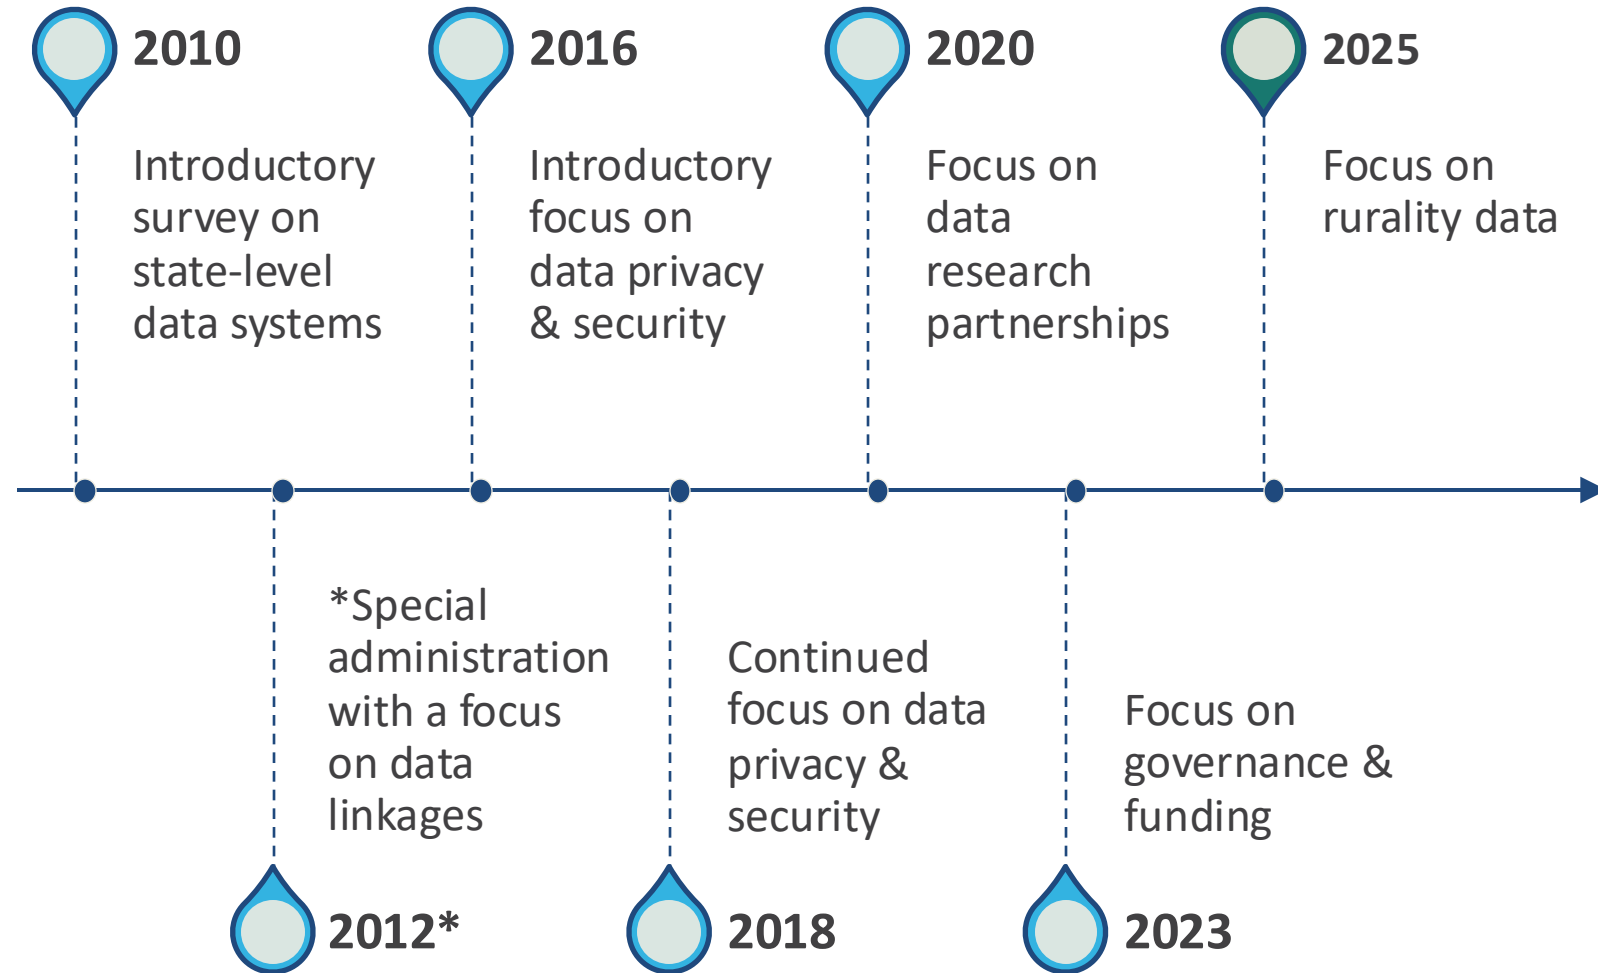 2010
Introductory
survey on
state-level
data systems
2016
Introductory
focus on
data privacy
& security
2020
Focus on
data
research
partnerships
2025
Focus on
rurality data
*Special
administration
with a focus
on data
linkages
2012*
Continued
focus on data
privacy &
security
2018
Focus on
governance &
funding
2023